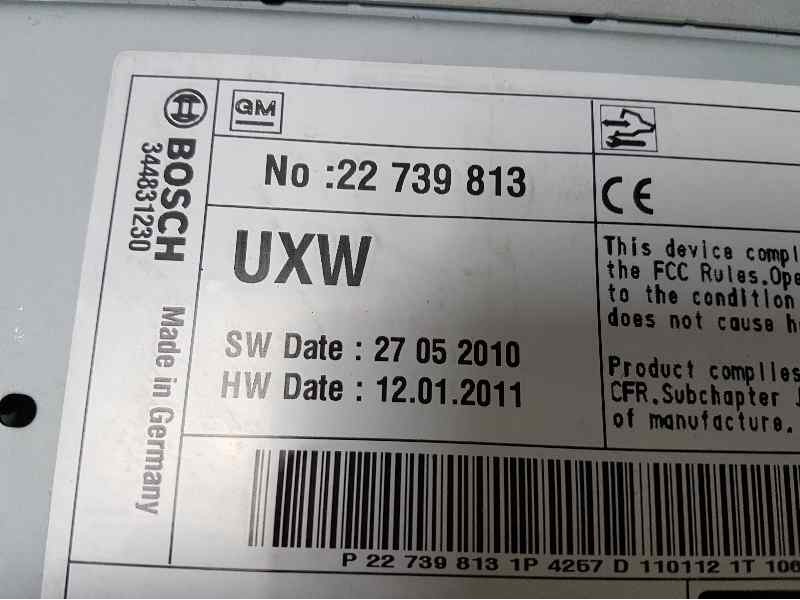 BOSCH
344831230
Made in Germany
GM
No :22 739 813
UXW
SW Date : 27 05 2010
HW Date : 12.01.2011
CE
This device compl
the FCC Rules.Ope
to the condition
does not cause h
Product complies
CFR.Subchapter J
of manufacture.
P 22 739 813 1P 4257 D 110112 1T 106